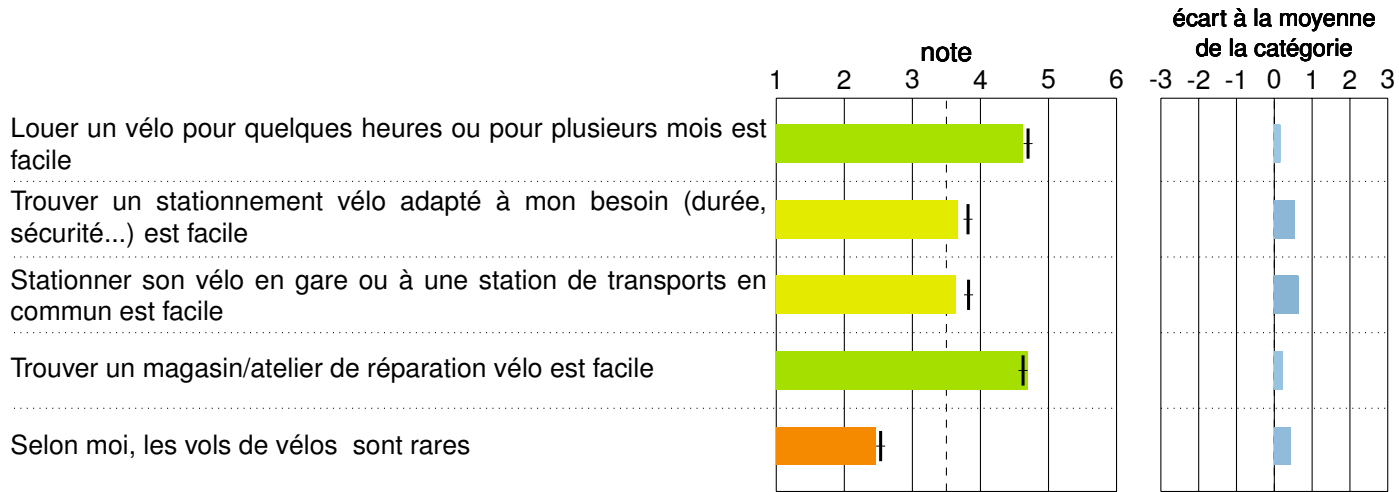 écart à la moyenne
note de la catégorie
1 2 3 4 5 6 -3 -2 -1 0 1 2 3
Louer un vélo pour quelques heures ou pour plusieurs mois est
facile
Trouver un stationnement vélo adapté à mon besoin (durée,
sécurité...) est facile
Stationner son vélo en gare ou à une station de transports en
commun est facile
Trouver un magasin/atelier de réparation vélo est facile
Selon moi, les vols de vélos sont rares